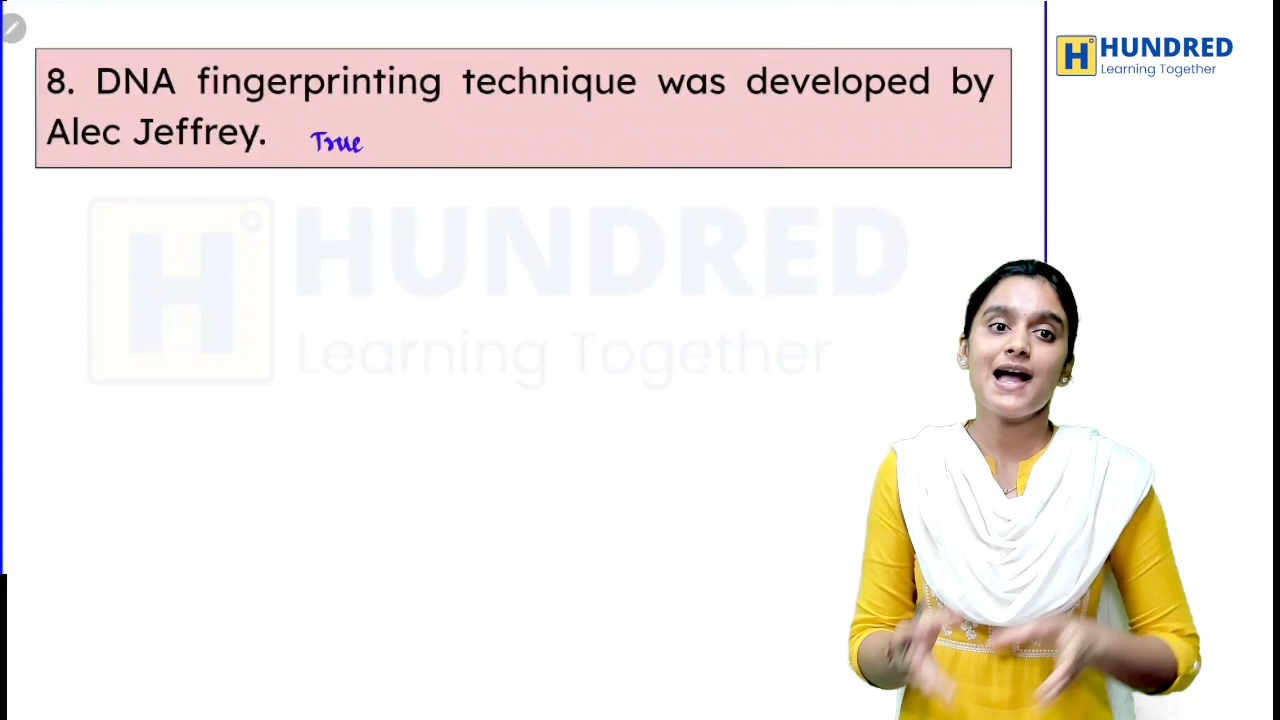 HUNDRED
Learning Together
8. DNA fingerprinting technique was developed by
Alec Jeffrey. True
HUNDRED
Learning Together